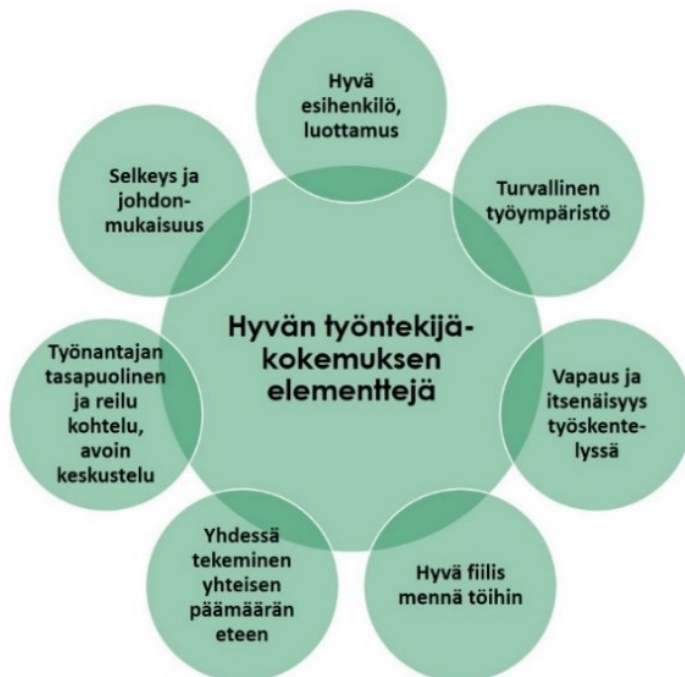 Hyvä
esihenkilö,
luottamus
Turvallinen
työympäristö
Vapaus ja
itsenäisyys
työskente-
lyssä
Hyvä fiilis
mennä töihin
Yhdessä
tekeminen
yhteisen
päämäärän
eteen
Työnantajan
tasapuolinen
ja reilu
kohtelu,
avoin
keskustelu
Selkeys ja
johdon-
mukaisuus
Hyvän työntekijä-
kokemuksen
elementtejä